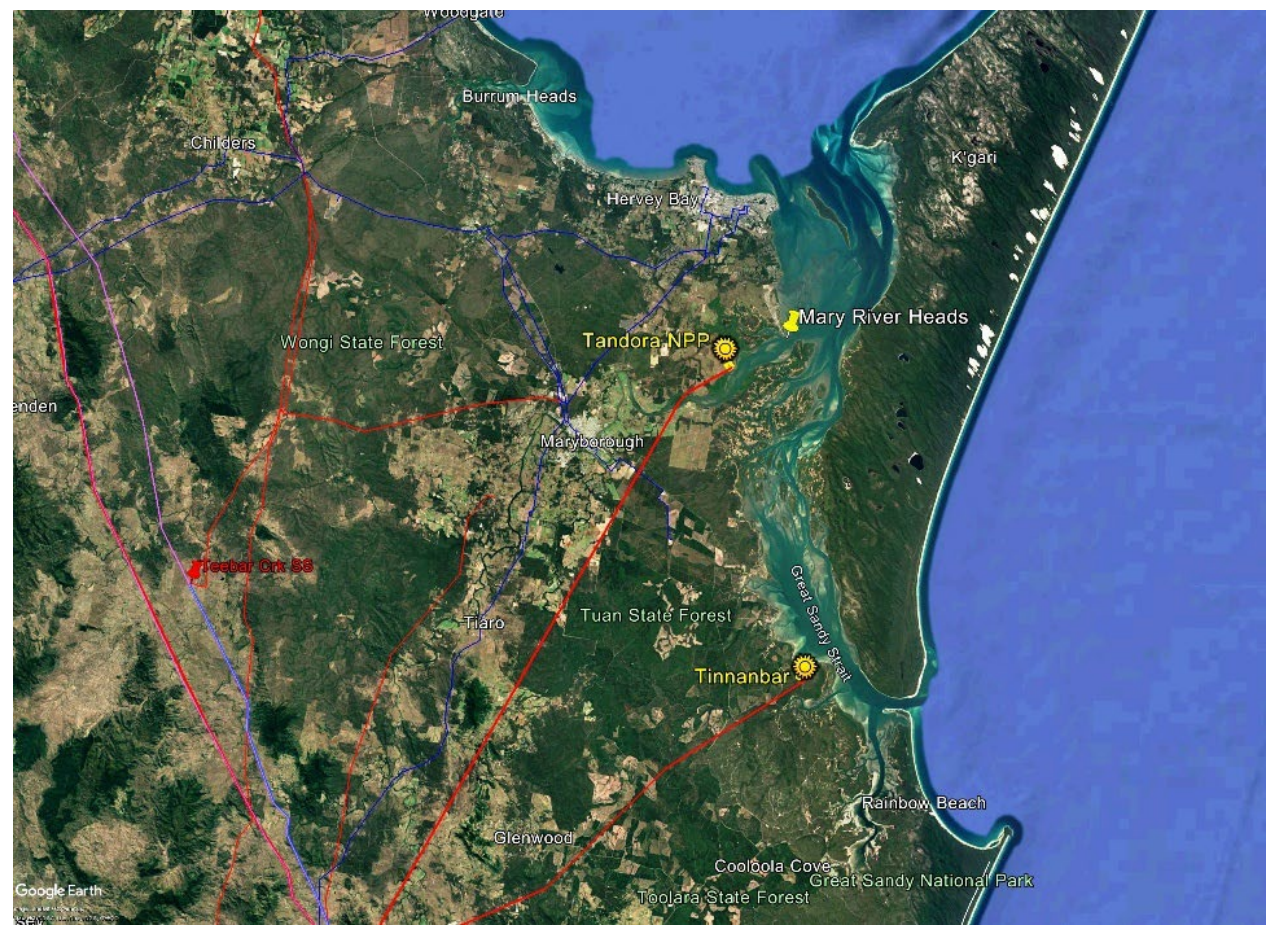 Woodgate
Burrum Heads
Childers
K'gari
Hervey Bay
Mary River Heads
Tandora NPP
Wongi State Forest
enden
Maryborough
Teebar Crk SS
Great Sandy Strait
Tuan State Forest
Tiaro
Tinnanbar
Rainbow Beach
Glenwood
Cooloola Cove
Great Sandy National Park
Toolara State Forest
Google Earth